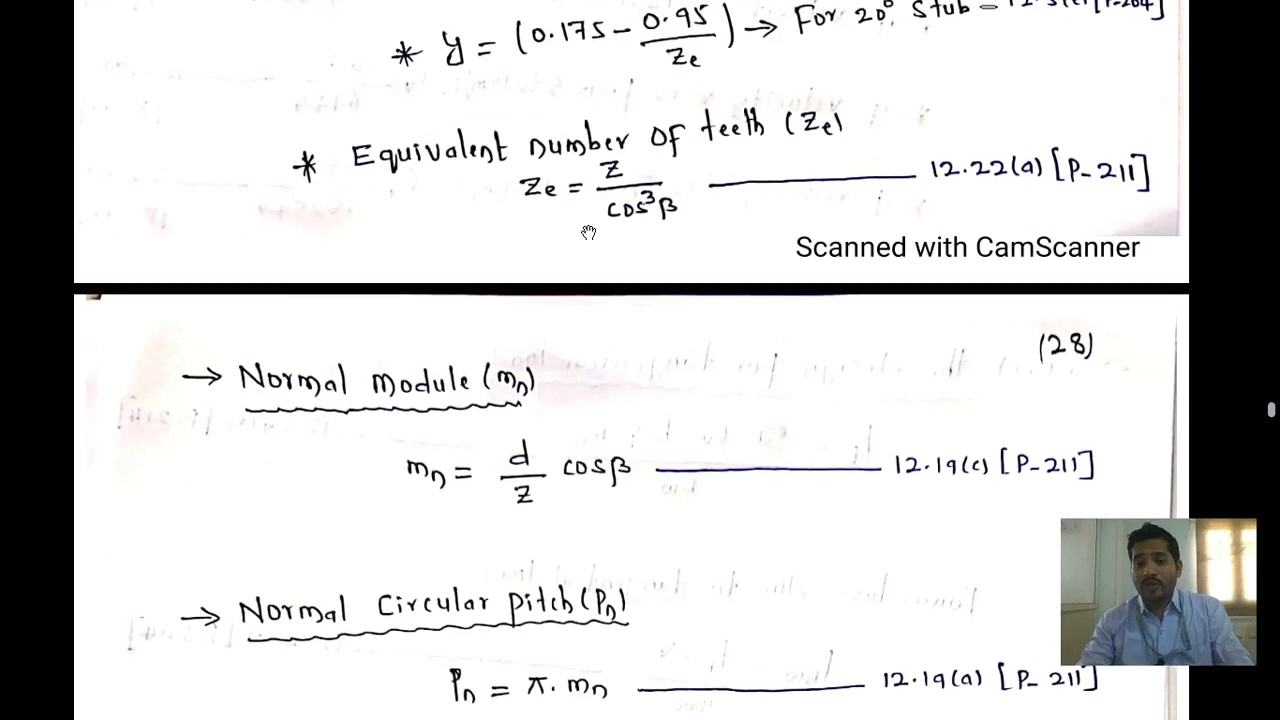 * y = (0.175 - 0.95/Ze) → For 20° Stub
* Equivalent number of teeth (Ze)
Ze = Z/cos³β — 12.22(a) [P-211]
Scanned with CamScanner
(28)
→ Normal module (mn)
mn = d/Z cosβ — 12.19(c) [P-211]
→ Normal Circular pitch (Pn)
Pn = π. mn — 12.19(a) [P-211]